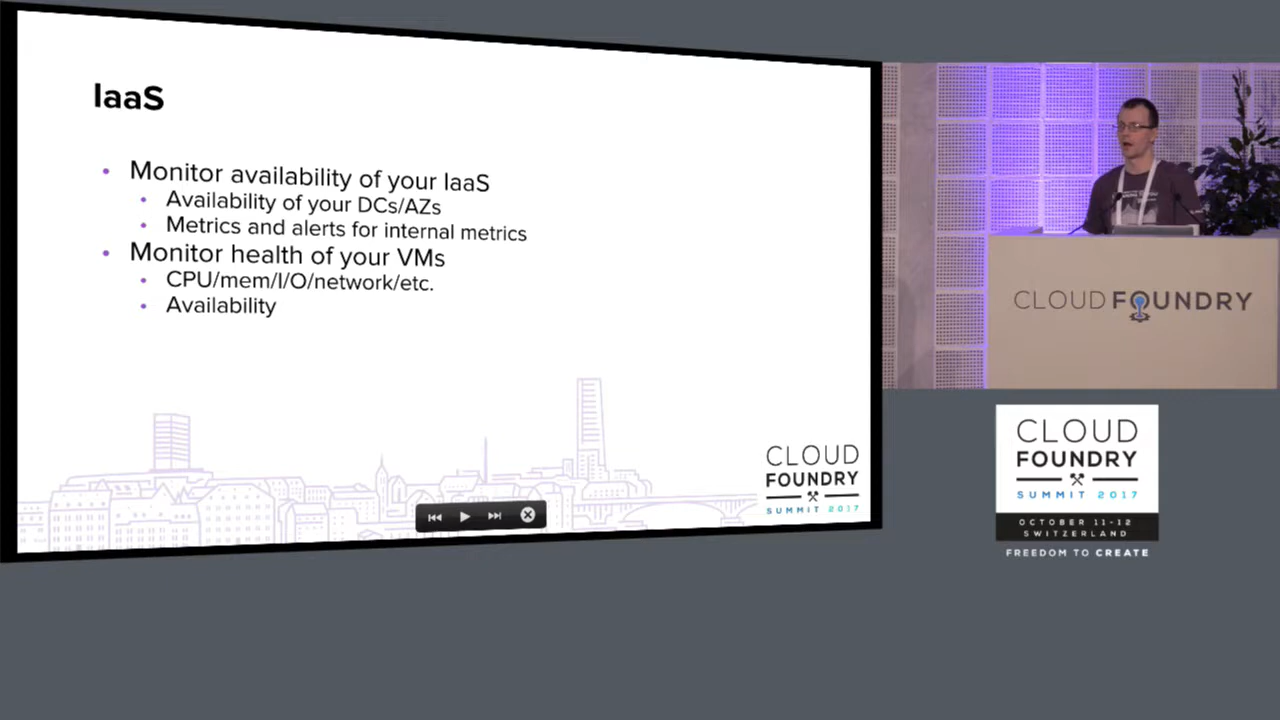 IaaS
• Monitor availability of your IaaS
• Availability of your DCs/AZs
• Metrics and alerts for internal metrics
• Monitor health of your VMs
• CPU/mem/I/O/network/etc.
• Availability
CLOUD
FOUNDRY
SUMMIT 2017
CLOUD FOUNDRY
CLOUD
FOUNDRY
SUMMIT 2017
OCTOBER 11-12
SWITZERLAND
FREEDOM TO CREATE